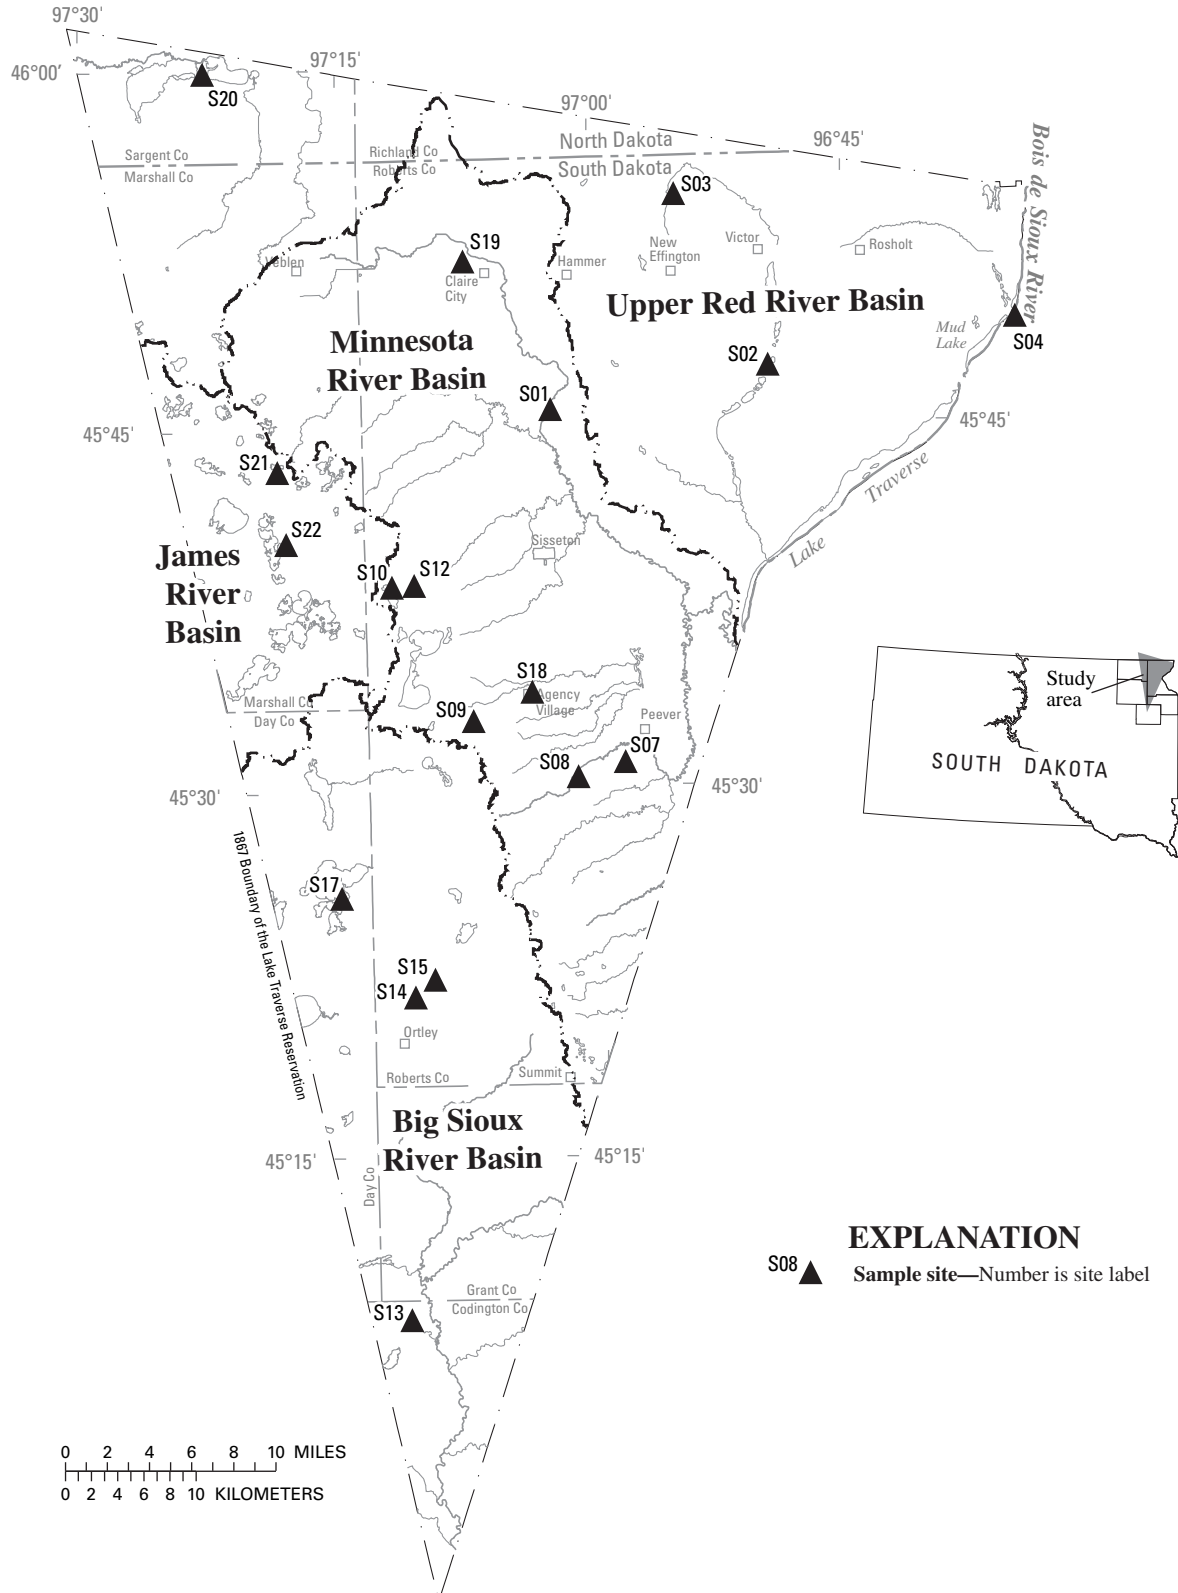 97°30'
46°00'
97°15'
97°00'
96°45'
S20
Sargent Co
Marshall Co
Richland Co
Roberts Co
North Dakota
South Dakota
Bois de Sioux River
S03
S19
Veblen
Claire
City
Hammer
New
Effington
Victor
Rosholt
Upper Red River Basin
Mud
Lake
S04
Minnesota
River Basin
S02
S01
45°45'
45°45'
S21
Lake Traverse
S22
Sisseton
James
River
Basin
S10
S12
S18
Agency
Village
Marshall Co
Day Co
S09
Peever
S07
S08
45°30'
45°30'
Study
area
SOUTH DAKOTA
1867 Boundary of the Lake Traverse Reservation
S17
S15
S14
Ortley
Roberts Co
Summit
Big Sioux
River Basin
45°15'
45°15'
Day Co
Grant Co
Codington Co
S13
EXPLANATION
S08
Sample site—Number is site label
0 2 4 6 8 10 MILES
0 2 4 6 8 10 KILOMETERS